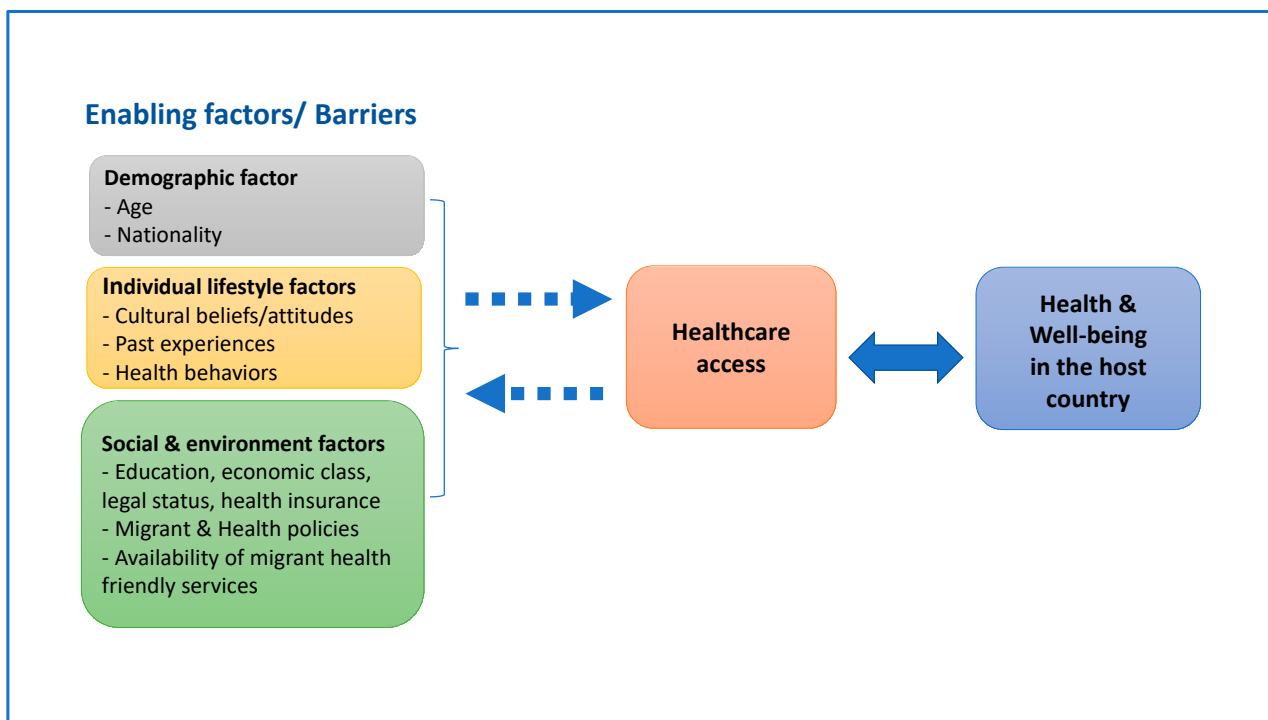 Enabling factors/ Barriers
Demographic factor
- Age
- Nationality
Individual lifestyle factors
- Cultural beliefs/attitudes
- Past experiences
- Health behaviors
Social & environment factors
- Education, economic class,
legal status, health insurance
- Migrant & Health policies
- Availability of migrant health
friendly services
Healthcare
access
Health &
Well-being
in the host
country